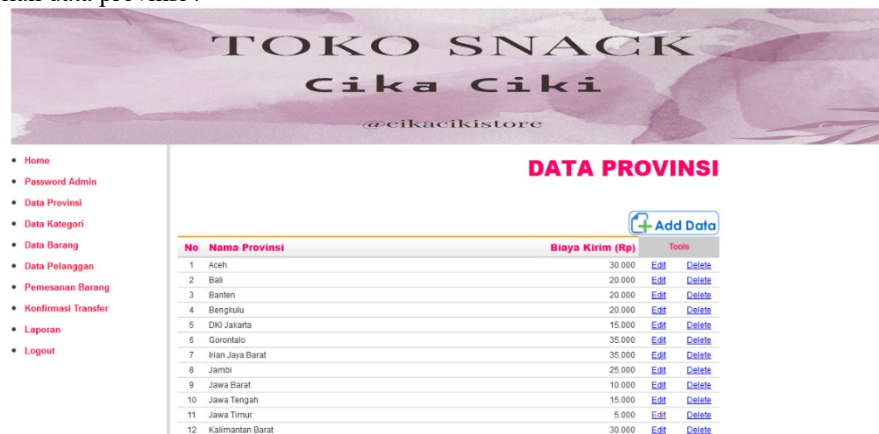 TOKO SNACK
Cika Ciki
@cikacikistore
Home
Password Admin
Data Provinsi
Data Kategori
Data Barang
Data Pelanggan
Pemesanan Barang
Konfirmasi Transfer
Laporan
Logout
DATA PROVINSI
Add Data
No Nama Provinsi Biaya Kirim (Rp) Tools
1 Aceh 30.000 Edit Delete
2 Bali 20.000 Edit Delete
3 Banten 20.000 Edit Delete
4 Bengkulu 20.000 Edit Delete
5 DKI Jakarta 15.000 Edit Delete
6 Gorontalo 35.000 Edit Delete
7 Irian Jaya Barat 35.000 Edit Delete
8 Jambi 25.000 Edit Delete
9 Jawa Barat 10.000 Edit Delete
10 Jawa Tengah 15.000 Edit Delete
11 Jawa Timur 5.000 Edit Delete
12 Kalimantan Barat 30.000 Edit Delete